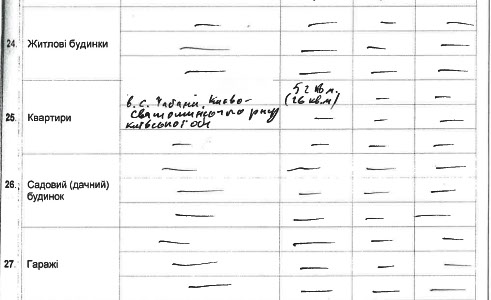 24. Житлові будинки
52 кв.м.
(26 кв.м)
в. с. Чабани, Києво-
Святошинського р-ну
Київської обл
25. Квартири
26. Садовий (дачний)
будинок
27. Гаражі